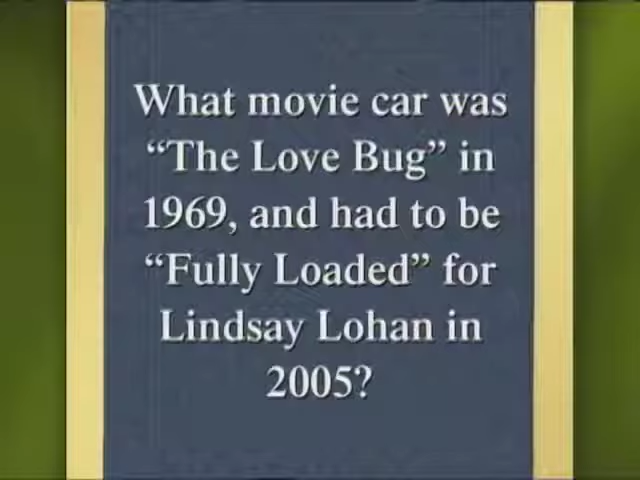 What movie car was
“The Love Bug” in
1969, and had to be
“Fully Loaded” for
Lindsay Lohan in
2005?